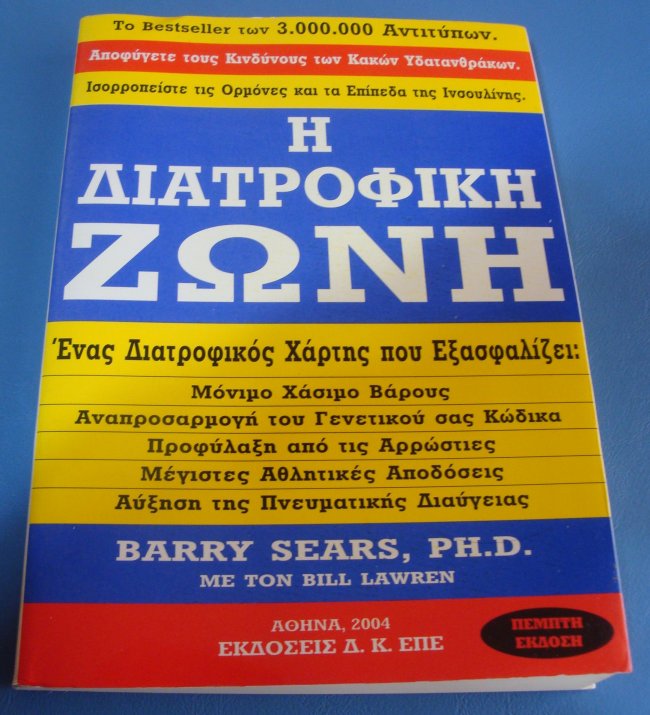 Το Bestseller των 3.000.000 Αντιτύπων.
Αποφύγετε τους Κινδύνους των Κακών Υδατανθράκων.
Ισορροπείστε τις Ορμόνες και τα Επίπεδα της Ινσουλίνης.
Η
ΔΙΑΤΡΟΦΙΚΗ
ΖΩΝΗ
Ένας Διατροφικός Χάρτης που Εξασφαλίζει:
Μόνιμο Χάσιμο Βάρους
Αναπροσαρμογή του Γενετικού σας Κώδικα
Προφύλαξη από τις Αρρώστιες
Μέγιστες Αθλητικές Αποδόσεις
Αύξηση της Πνευματικής Διαύγειας
BARRY SEARS, PH.D.
ΜΕ ΤΟΝ BILL LAWREN
ΑΘΗΝΑ, 2004
ΕΚΔΟΣΕΙΣ Δ. Κ. ΕΠΕ
ΠΕΜΠΤΗ
ΕΚΔΟΣΗ